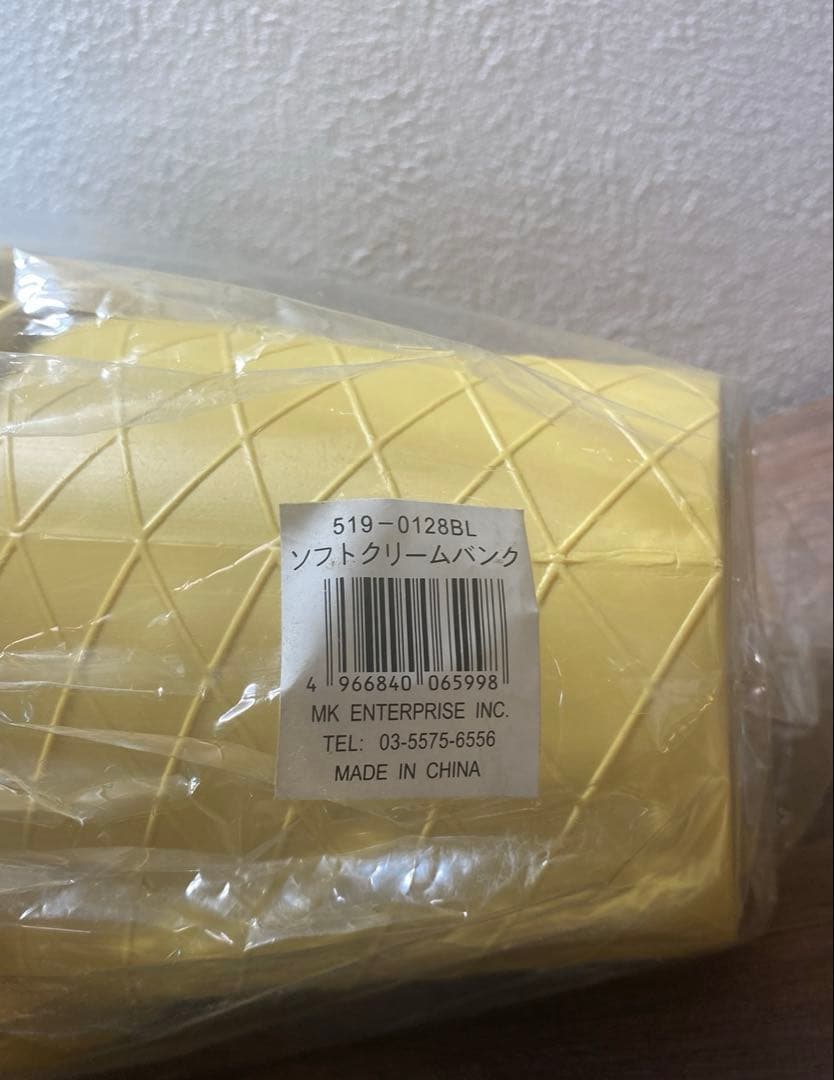 519-0128BL
ソフトクリームバンク
4 966840 065998
MK ENTERPRISE INC.
TEL: 03-5575-6556
MADE IN CHINA